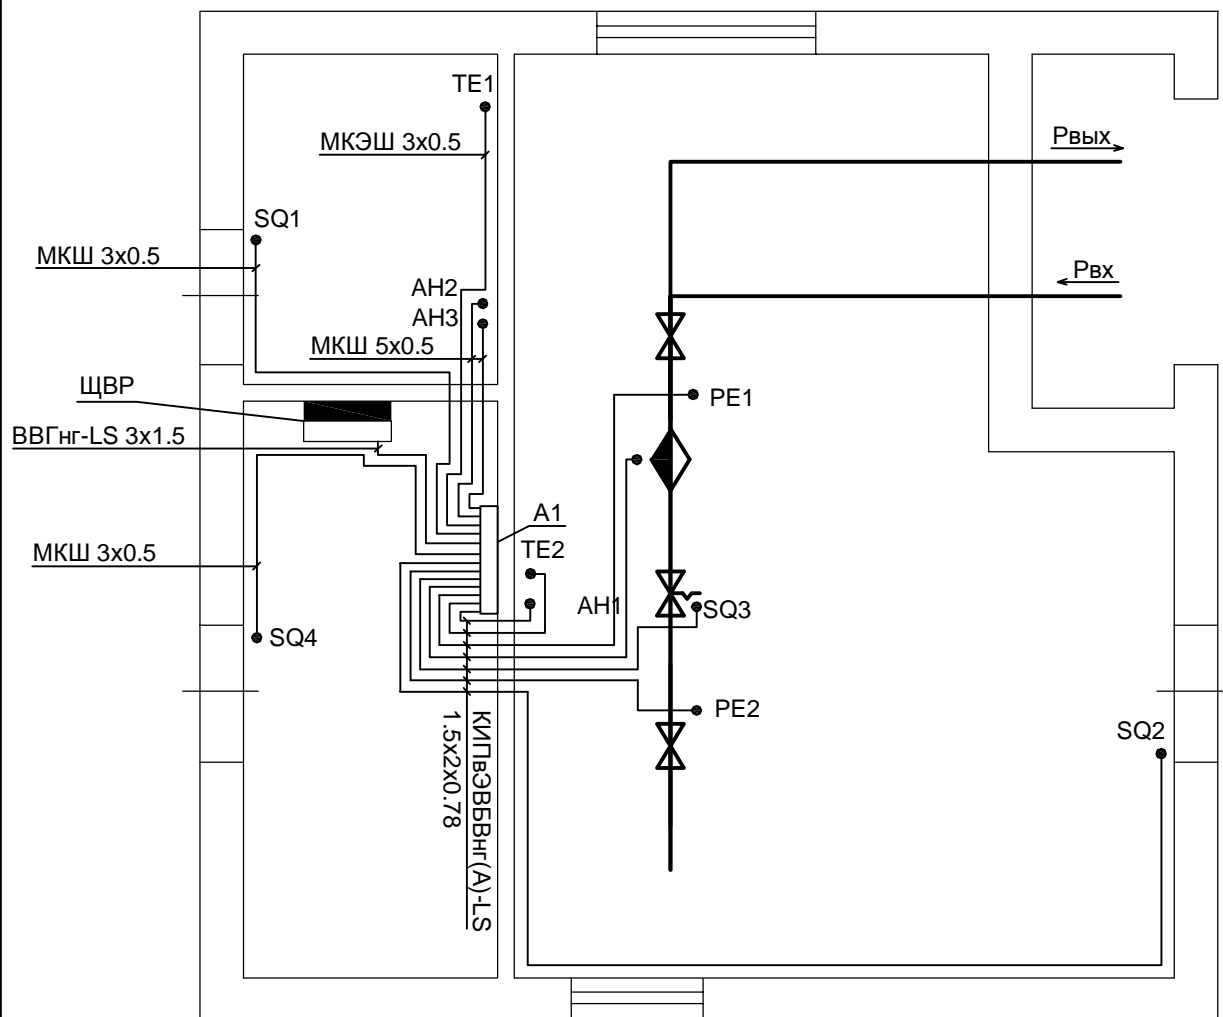 TE1
МКЭШ 3х0.5
Рвых
SQ1
МКШ 3х0.5
Рвх
АН2
АН3
МКШ 5х0.5
ЩВР
PE1
ВВГнг-LS 3х1.5
А1
МКШ 3х0.5
TE2
АН1
SQ3
SQ4
PE2
SQ2
КИПвЭВБВнг(А)-LS
1.5х2х0.78